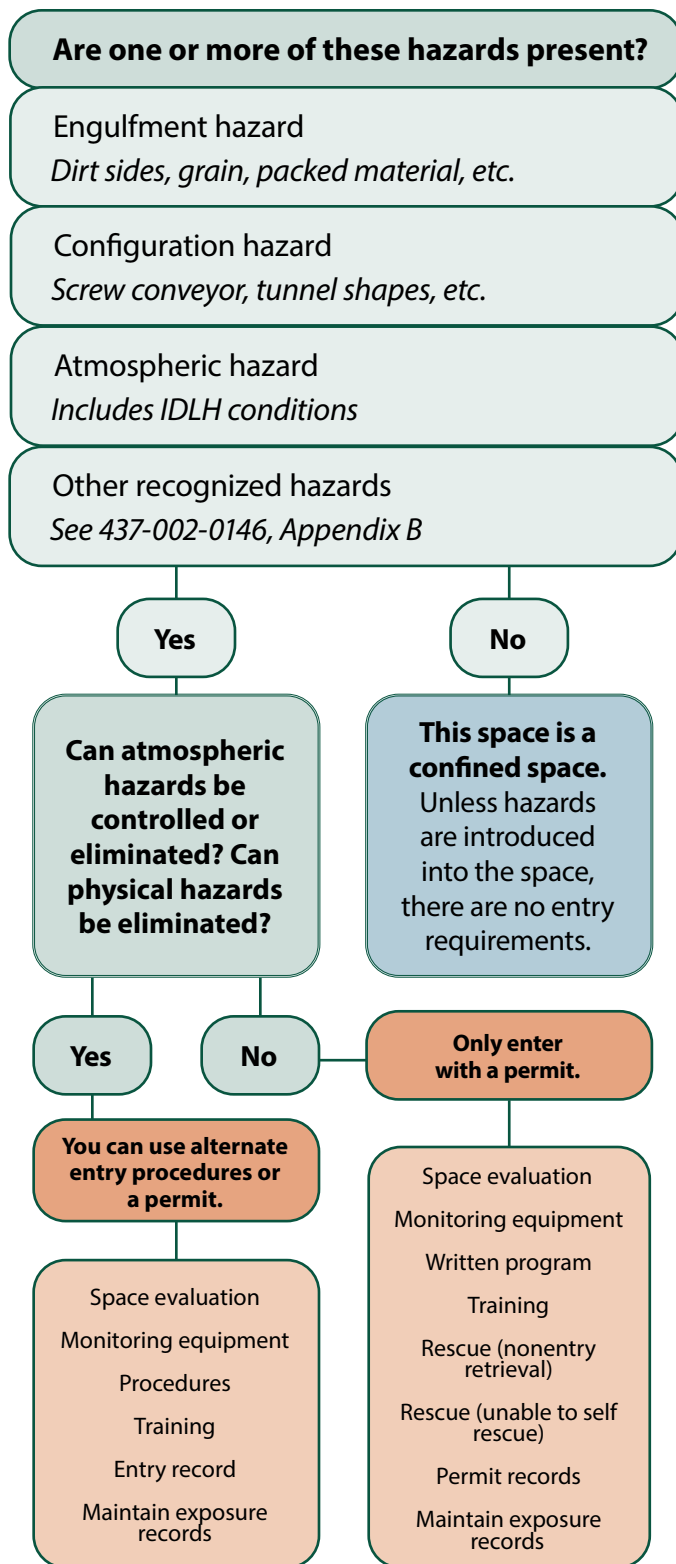 Are one or more of these hazards present?
Engulfment hazard
Dirt sides, grain, packed material, etc.
Configuration hazard
Screw conveyor, tunnel shapes, etc.
Atmospheric hazard
Includes IDLH conditions
Other recognized hazards
See 437-002-0146, Appendix B
Yes
No
Can atmospheric
hazards be
controlled or
eliminated? Can
physical hazards
be eliminated?
This space is a
confined space.
Unless hazards
are introduced
into the space,
there are no entry
requirements.
Yes
No
Only enter
with a permit.
You can use alternate
entry procedures or
a permit.
Space evaluation
Monitoring equipment
Procedures
Training
Entry record
Maintain exposure
records
Space evaluation
Monitoring equipment
Written program
Training
Rescue (nonentry
retrieval)
Rescue (unable to self
rescue)
Permit records
Maintain exposure
records